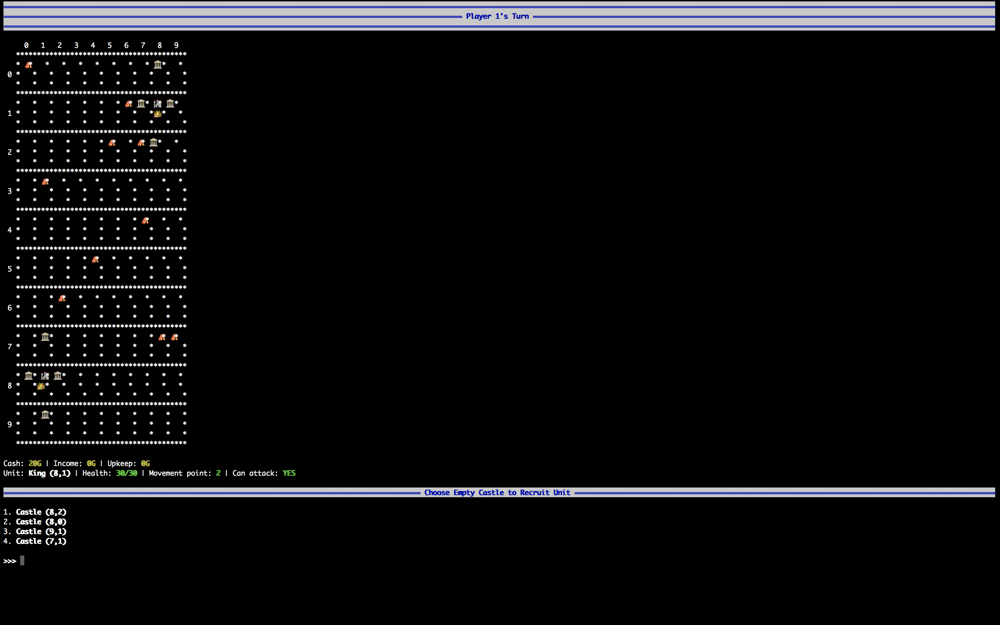 Player 1's Turn
0 1 2 3 4 5 6 7 8 9
0
1
2
3
4
5
6
7
8
9
Cash: 20G | Income: 0G | Upkeep: 0G
Unit: King (8,1) | Health: 30/30 | Movement point: 2 | Can attack: YES
Choose Empty Castle to Recruit Unit
1. Castle (8,2)
2. Castle (8,0)
3. Castle (9,1)
4. Castle (7,1)
>>>